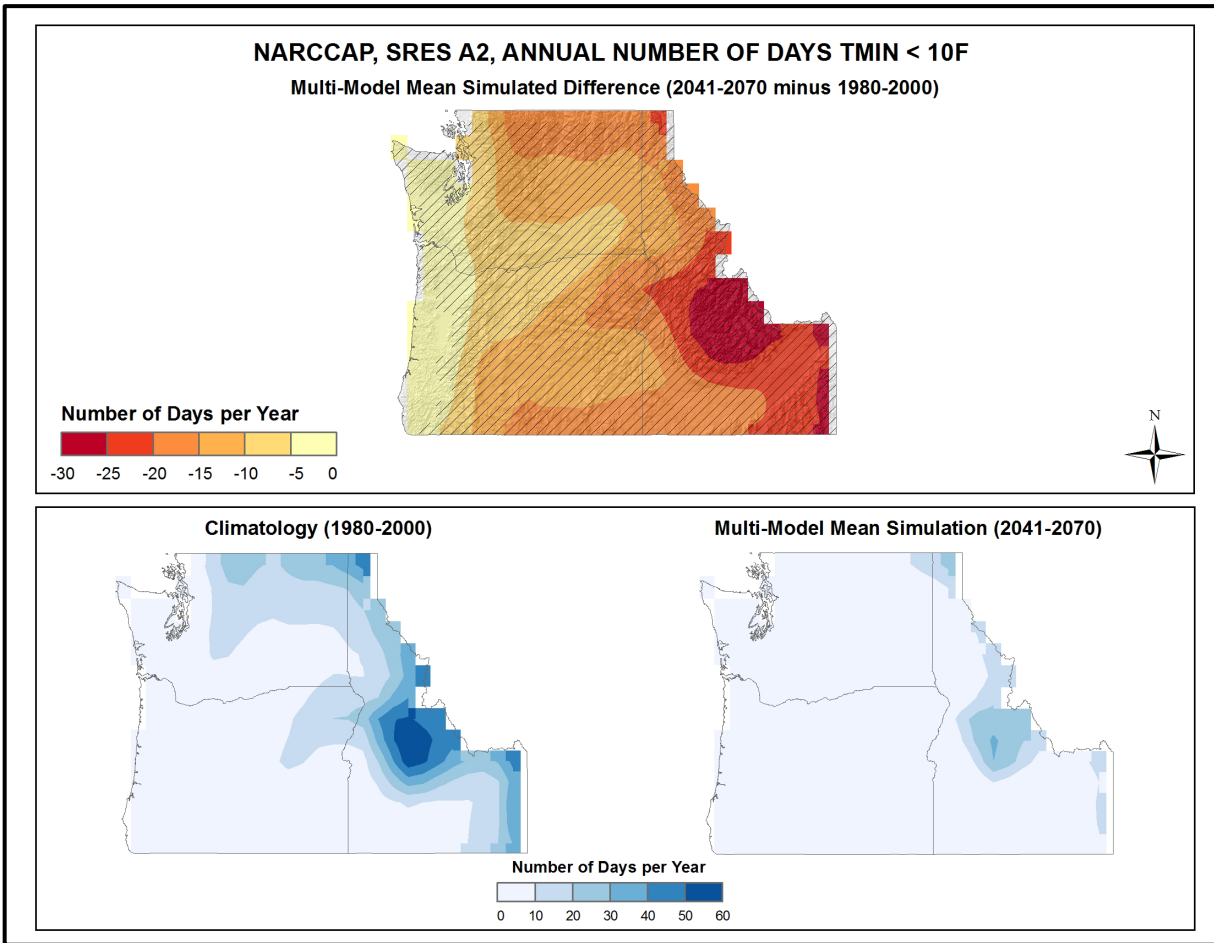 NARCCAP, SRES A2, ANNUAL NUMBER OF DAYS TMIN < 10F
Multi-Model Mean Simulated Difference (2041-2070 minus 1980-2000)
Number of Days per Year
-30 -25 -20 -15 -10 -5 0
N
Climatology (1980-2000)
Multi-Model Mean Simulation (2041-2070)
Number of Days per Year
0 10 20 30 40 50 60